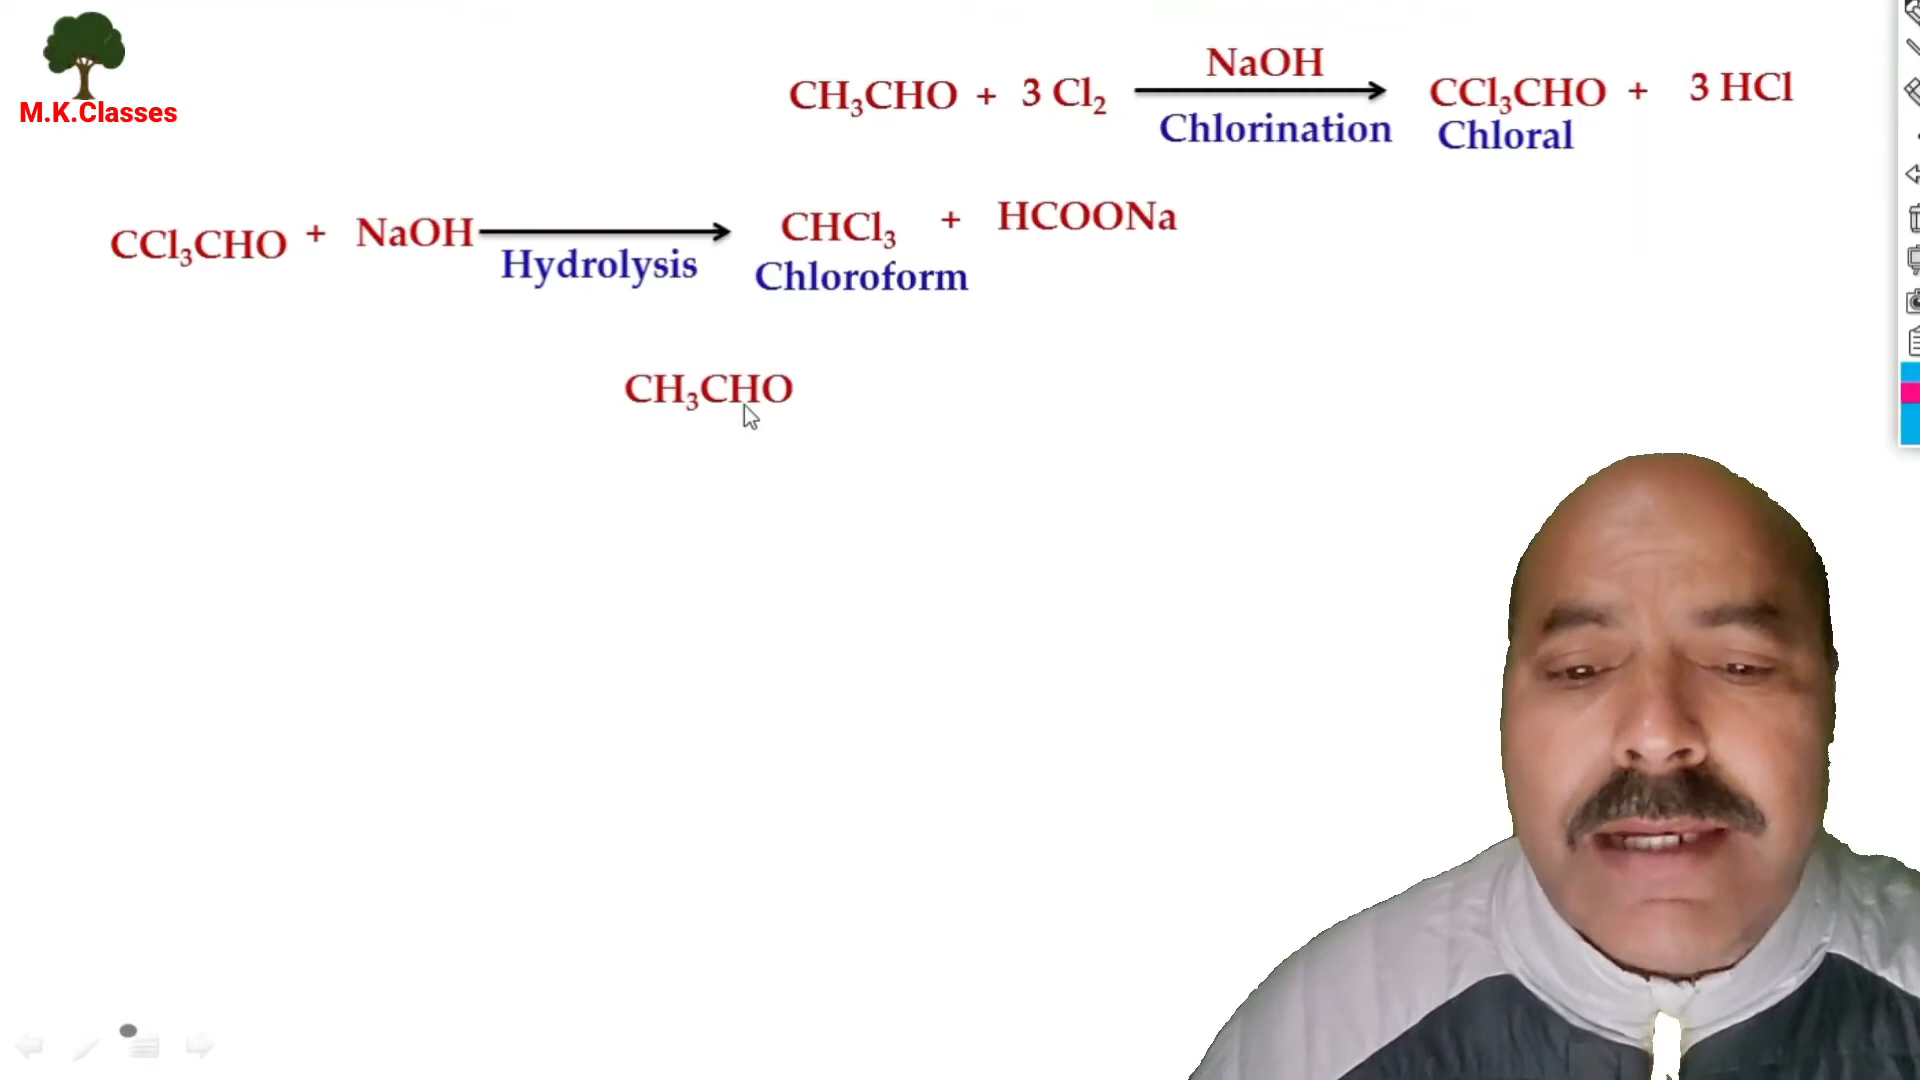 M.K.Classes
CH₃CHO + 3 Cl₂ NaOH Chlorination CCl₃CHO + 3 HCl
Chloral
CCl₃CHO + NaOH Hydrolysis CHCl₃ + HCOONa
Chloroform
CH₃CHO